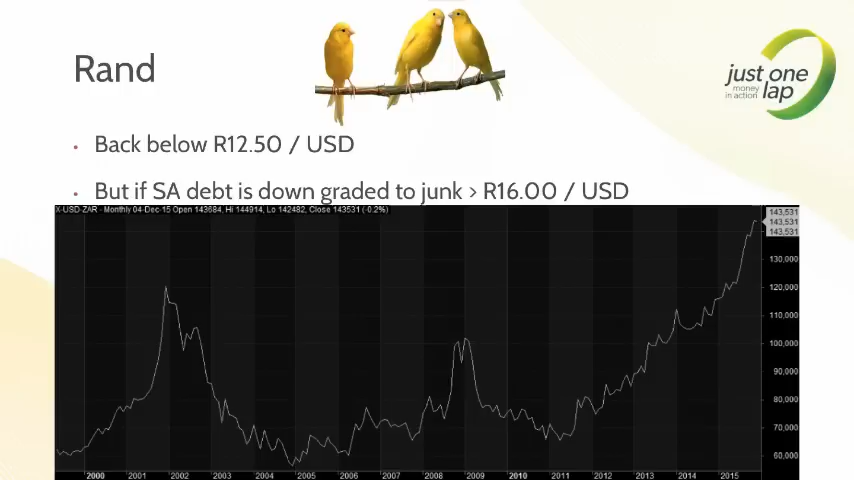 Rand
just one
money
in action
lap
• Back below R12.50 / USD
• But if SA debt is down graded to junk > R16.00 / USD
X-USD-ZAR - Monthly 04-Dec-15 Open 143684, Hi 144914, Lo 142482, Close 143531 (-0.2%)
143,531
143,531
143,531
130,000
120,000
110,000
100,000
90,000
80,000
70,000
60,000
2000 2001 2002 2003 2004 2005 2006 2007 2008 2009 2010 2011 2012 2013 2014 2015